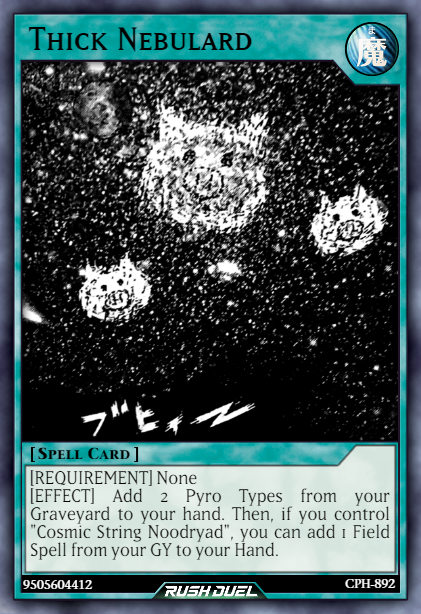 Thick Nebulard
ま
魔
ブヒィ〜
[Spell Card]
[REQUIREMENT] None
[EFFECT] Add 2 Pyro Types from your
Graveyard to your hand. Then, if you control
"Cosmic String Noodryad", you can add 1 Field
Spell from your GY to your Hand.
9505604412
RUSH DUEL
CPH-892